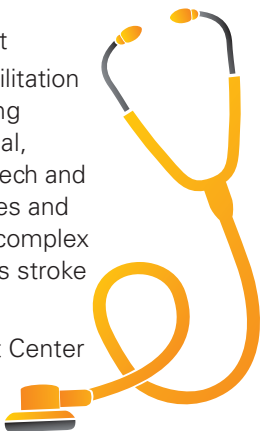 t
ilitation
ng
al,
ech and
es and
complex
s stroke
t Center